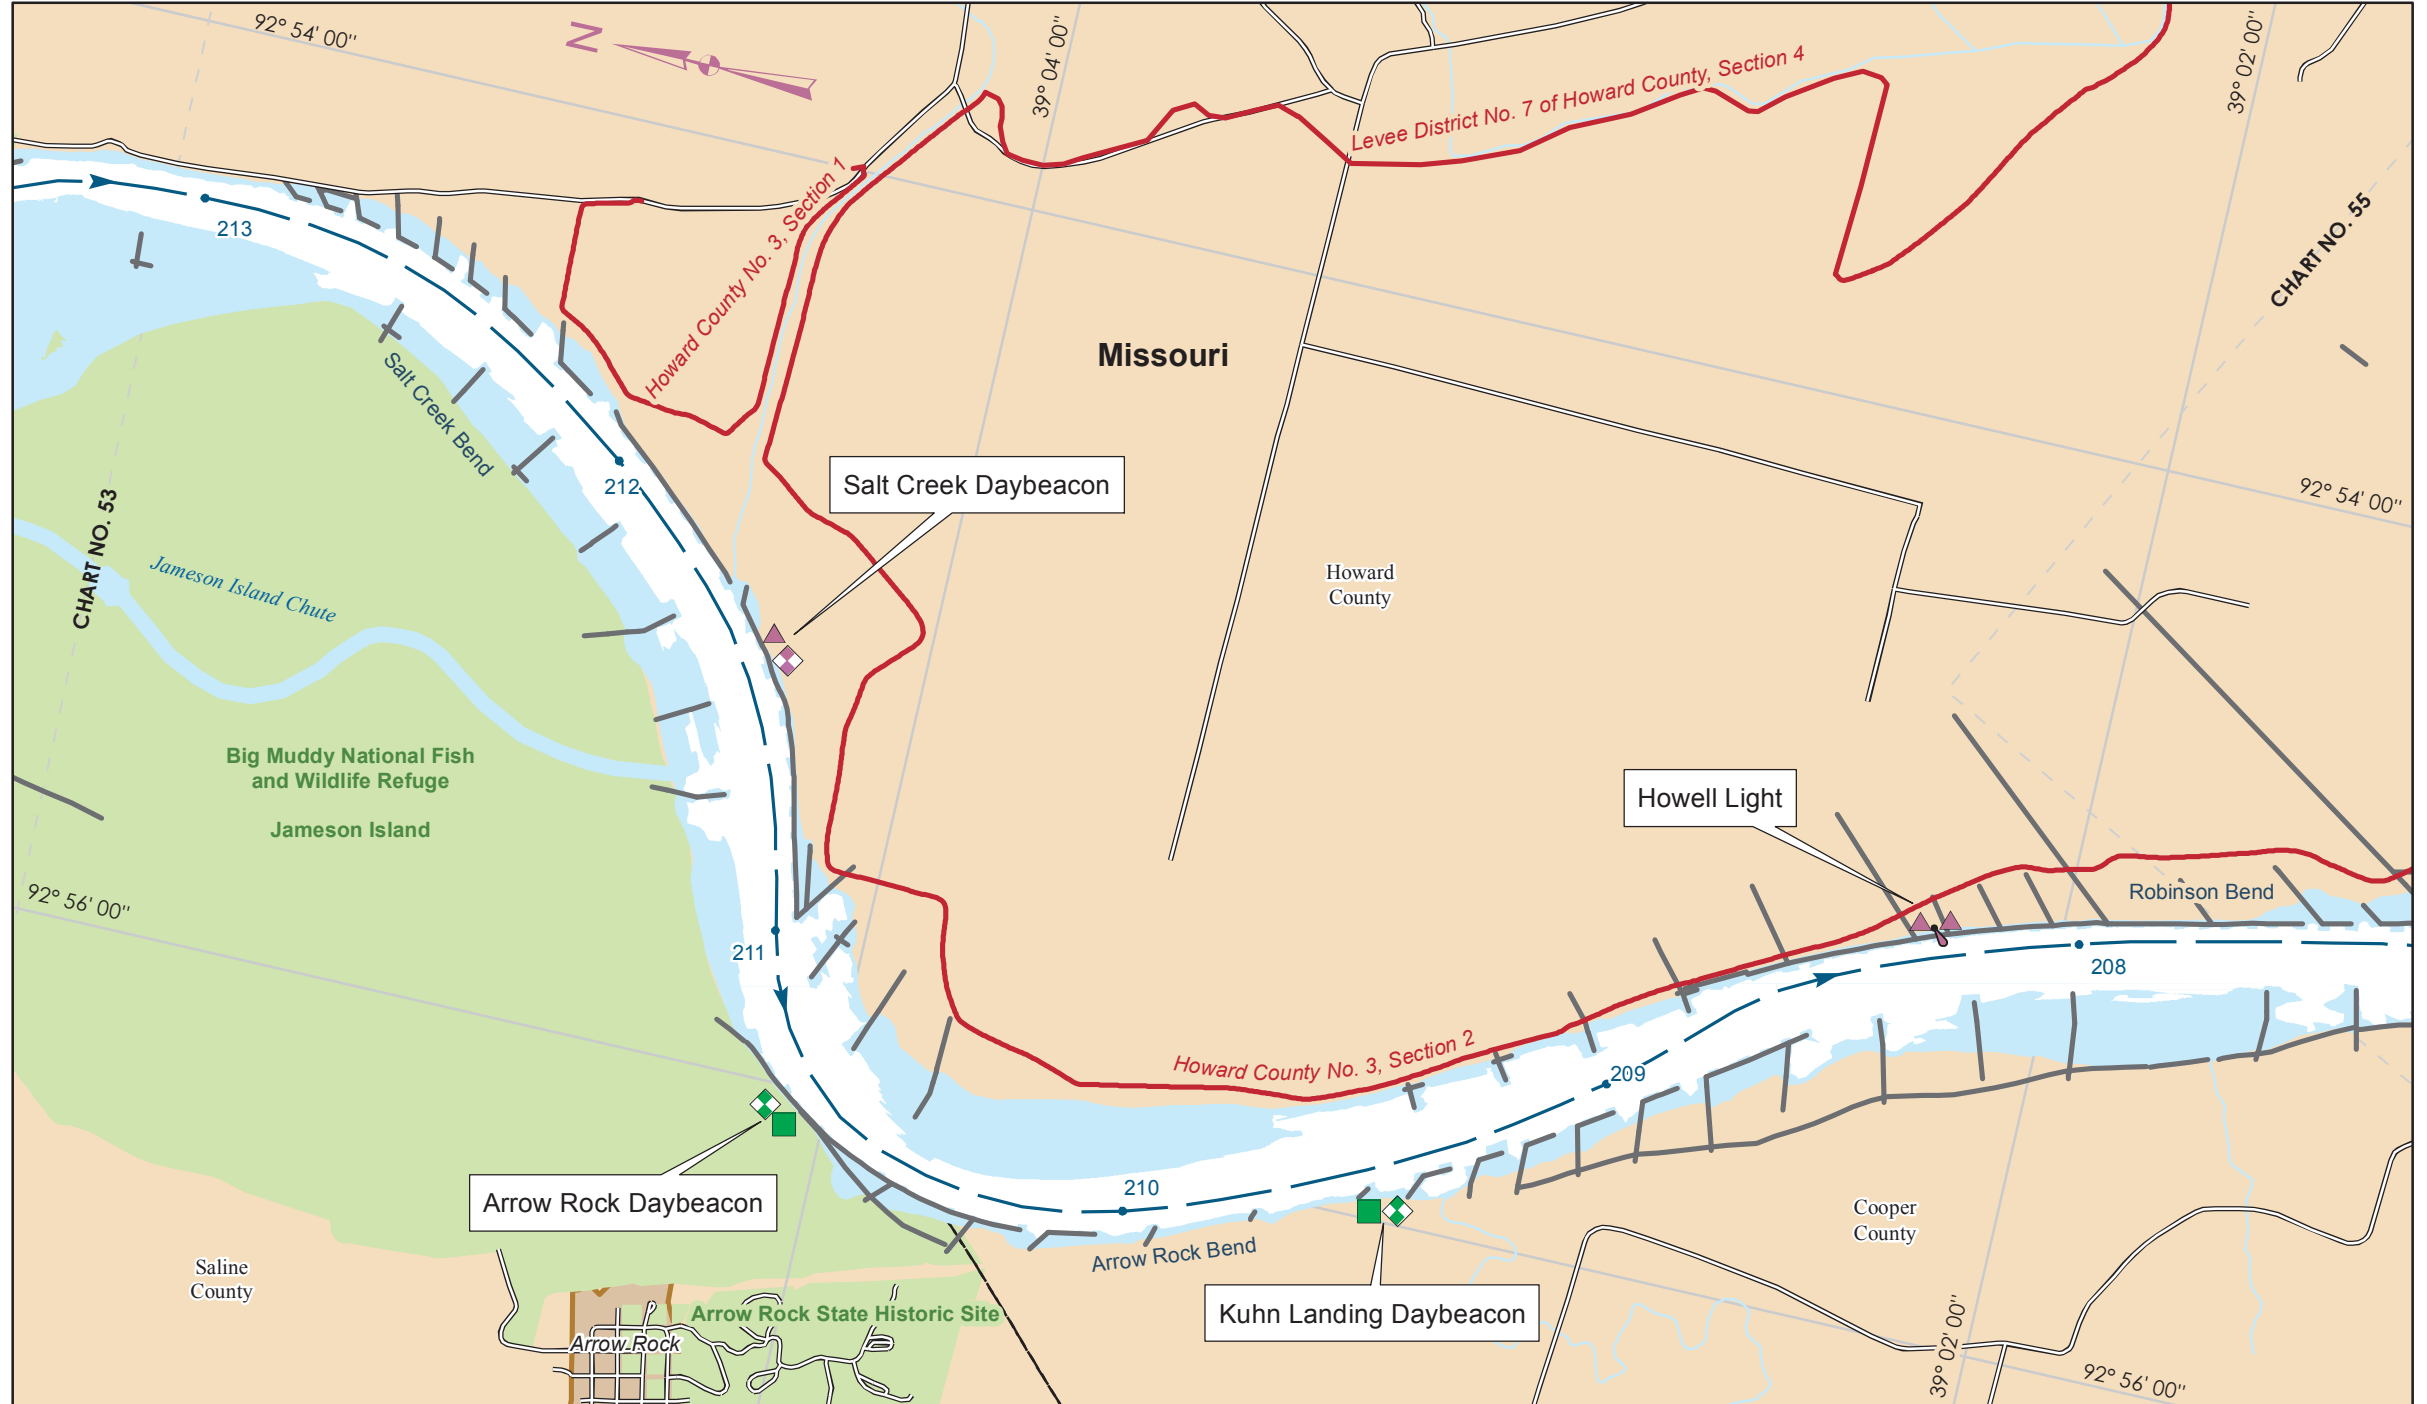 92° 54' 00"
N
39° 04' 00"
39° 02' 00"
Levee District No. 7 of Howard County, Section 4
213
Howard County No. 3, Section 1
CHART NO. 55
Missouri
Salt Creek Bend
212
Salt Creek Daybeacon
92° 54' 00"
CHART NO. 53
Jameson Island Chute
Howard
County
Big Muddy National Fish
and Wildlife Refuge
Jameson Island
Howell Light
92° 56' 00"
Robinson Bend
211
208
Howard County No. 3, Section 2
209
Arrow Rock Daybeacon
210
Cooper
County
Arrow Rock Bend
Saline
County
Kuhn Landing Daybeacon
Arrow Rock State Historic Site
Arrow Rock
39° 02' 00"
92° 56' 00"